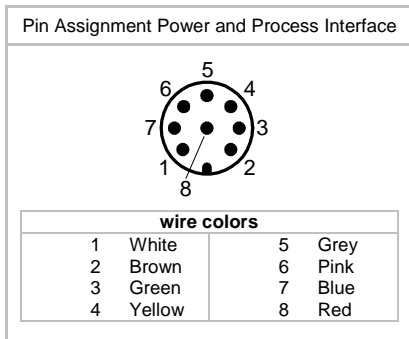 Pin Assignment Power and Process Interface
5
6 4
7 3
1 2
8
wire colors
1 White 5 Grey
2 Brown 6 Pink
3 Green 7 Blue
4 Yellow 8 Red